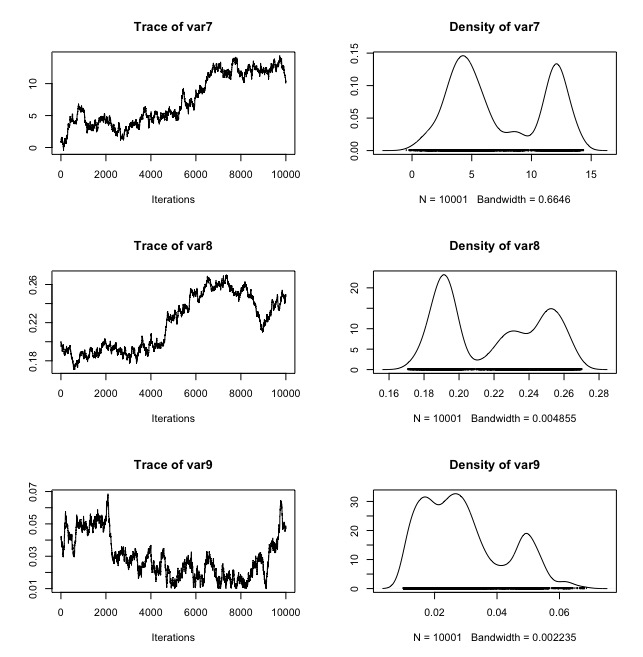 Trace of var7
Density of var7
0 5 10
0 2000 4000 6000 8000 10000
Iterations
0.00 0.05 0.10 0.15
0 5 10 15
N = 10001 Bandwidth = 0.6646
Trace of var8
Density of var8
0.18 0.22 0.26
0 2000 4000 6000 8000 10000
Iterations
0 5 10 20
0.16 0.18 0.20 0.22 0.24 0.26 0.28
N = 10001 Bandwidth = 0.004855
Trace of var9
Density of var9
0.01 0.03 0.05 0.07
0 2000 4000 6000 8000 10000
Iterations
0 10 20 30
0.02 0.04 0.06
N = 10001 Bandwidth = 0.002235